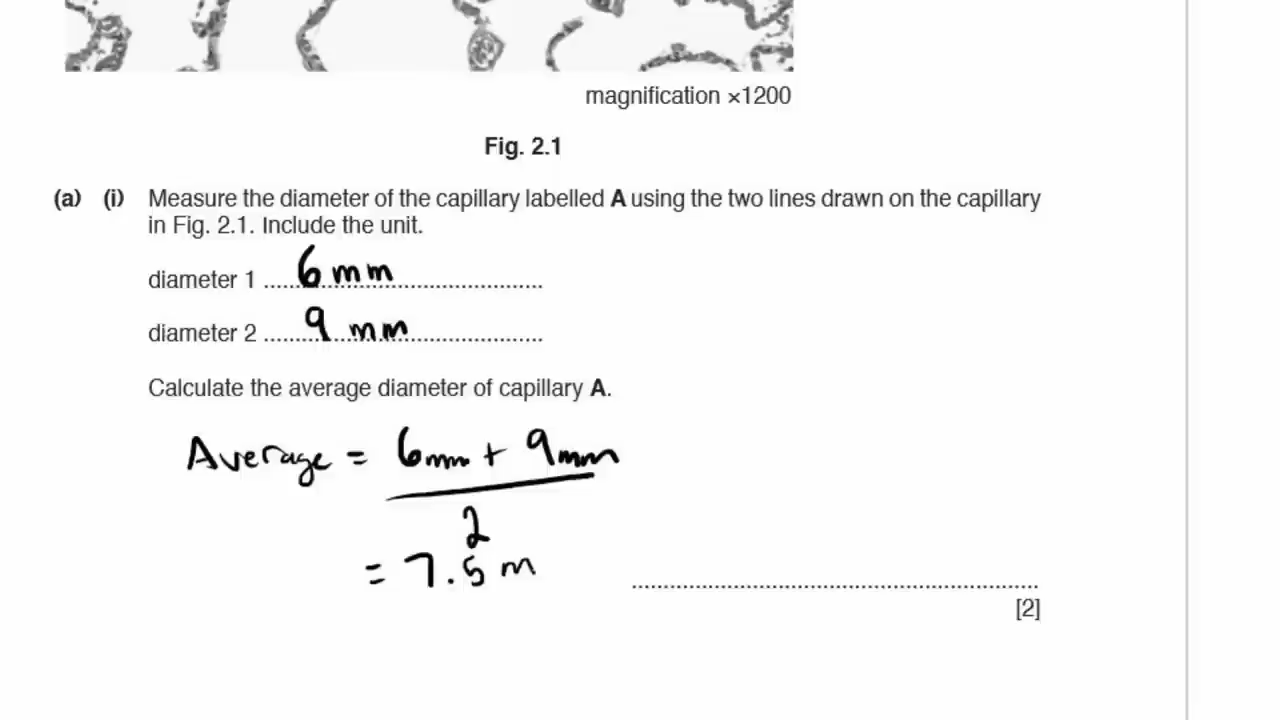 magnification ×1200
Fig. 2.1
(a) (i) Measure the diameter of the capillary labelled A using the two lines drawn on the capillary
in Fig. 2.1. Include the unit.
diameter 1 ..... 6 mm .....
diameter 2 ..... 9 mm .....
Calculate the average diameter of capillary A.
Average = 6mm + 9mm
2
= 7.5 m
[2]